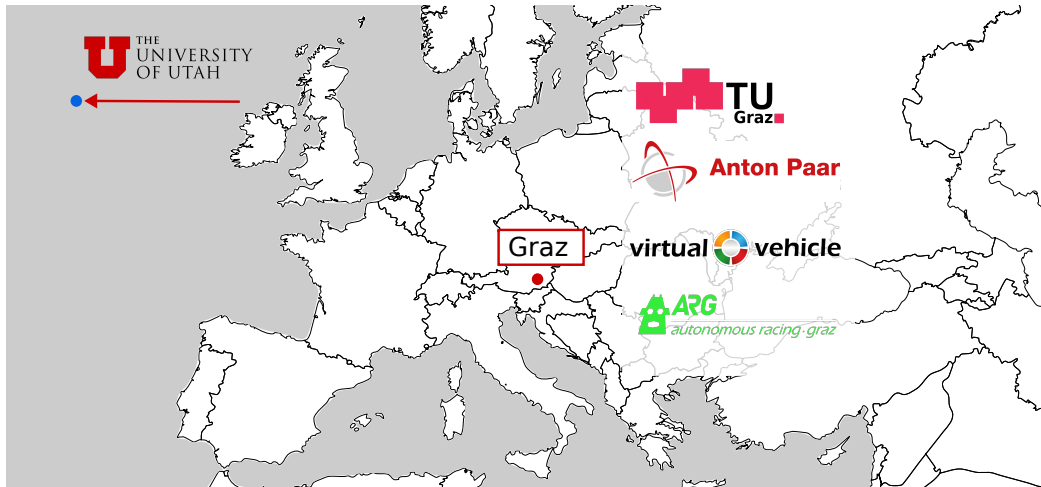 THE
UNIVERSITY
OF UTAH
TU
Graz
Anton Paar
Graz
virtual vehicle
ARG
autonomous racing·graz